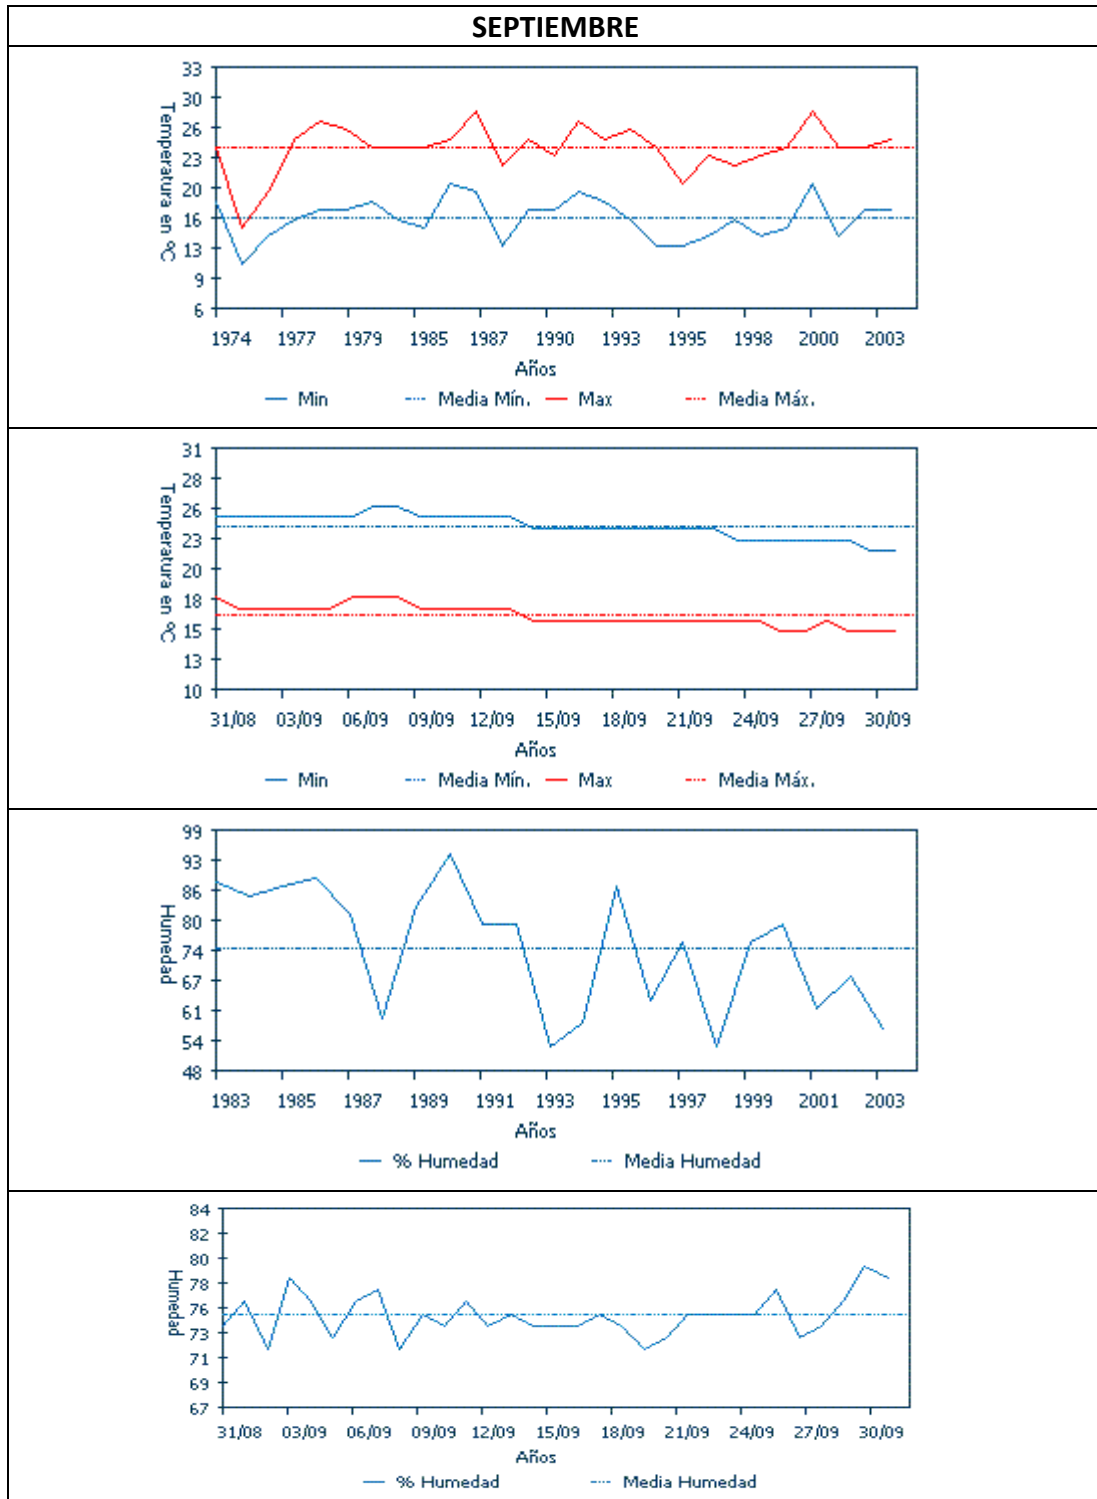 SEPTIEMBRE
33
30
26
23
20
16
13
9
6
Temperatura en ºC
1974 1977 1979 1985 1987 1990 1993 1995 1998 2000 2003
Años
Min Media Mín. Max Media Máx.
31
28
26
23
20
18
15
13
10
Temperatura en ºC
31/08 03/09 06/09 09/09 12/09 15/09 18/09 21/09 24/09 27/09 30/09
Años
Min Media Mín. Max Media Máx.
99
93
86
80
74
67
61
54
48
Humedad
1983 1985 1987 1989 1991 1993 1995 1997 1999 2001 2003
Años
% Humedad Media Humedad
84
82
80
78
76
73
71
69
67
Humedad
31/08 03/09 06/09 09/09 12/09 15/09 18/09 21/09 24/09 27/09 30/09
Años
% Humedad Media Humedad